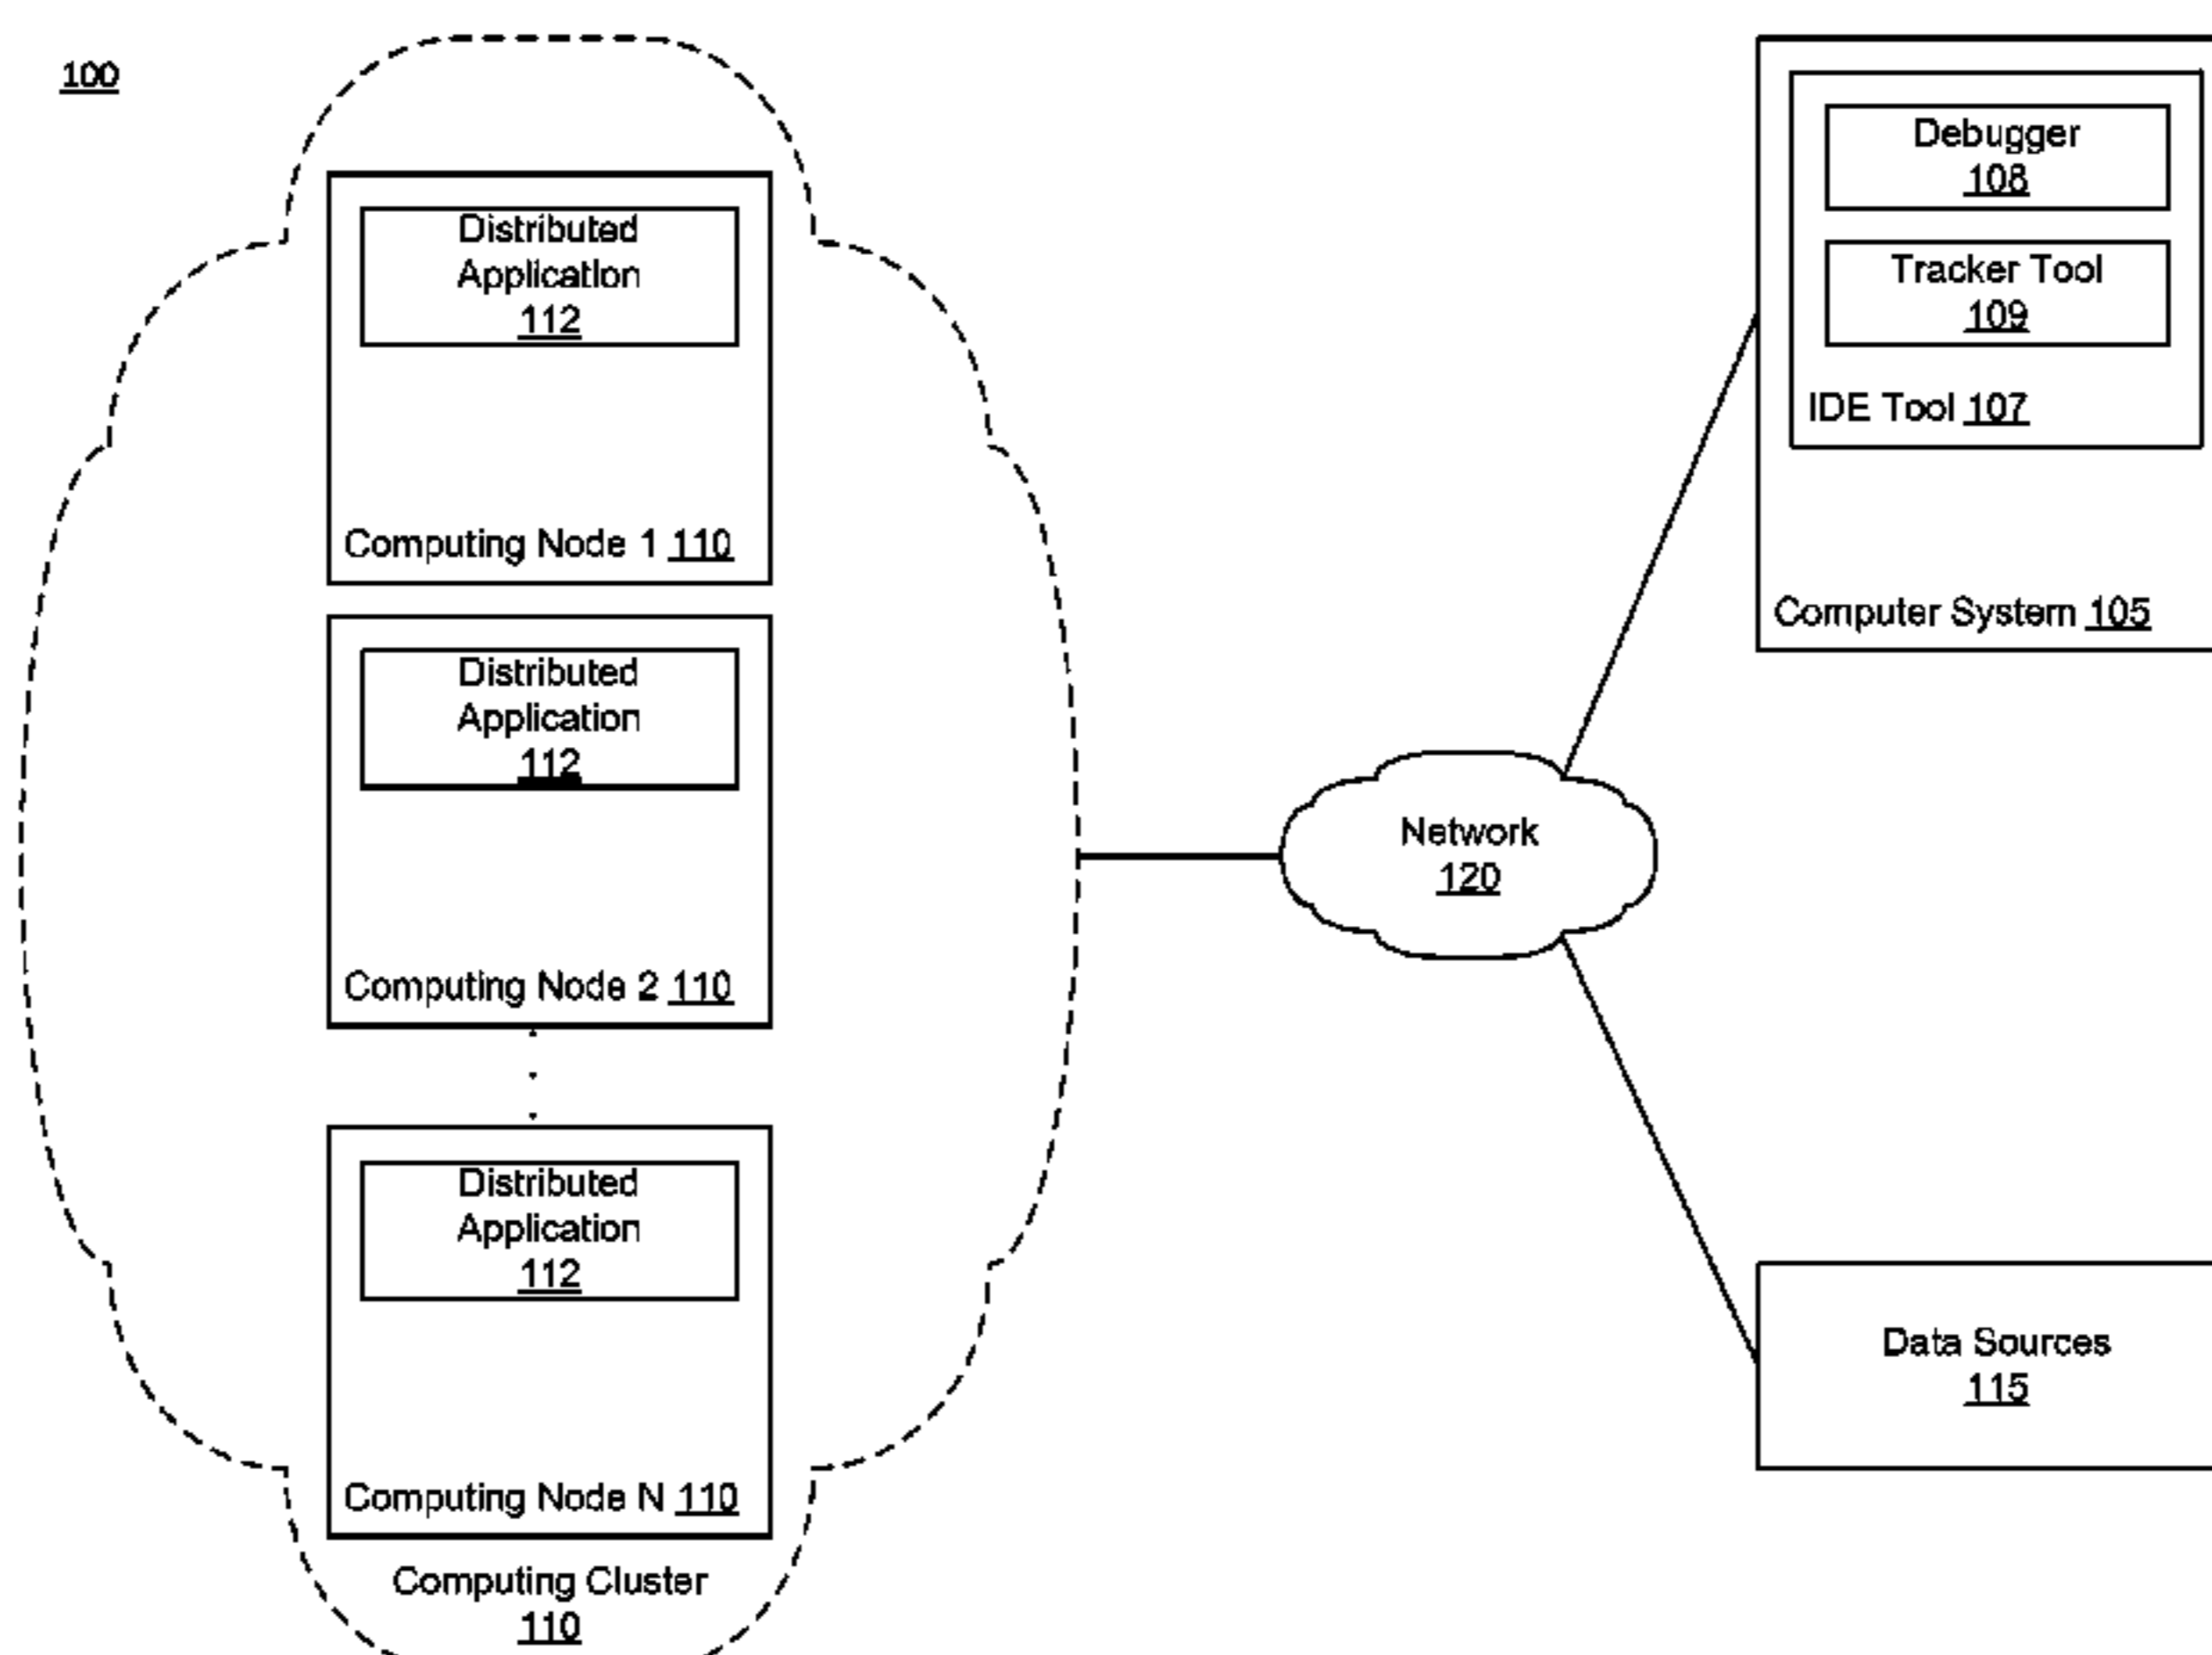 100
Distributed
Application
112
Computing Node 1 110
Distributed
Application
112
Computing Node 2 110
Distributed
Application
112
Computing Node N 110
Computing Cluster
110
Network
120
Debugger
108
Tracker Tool
109
IDE Tool 107
Computer System 105
Data Sources
115